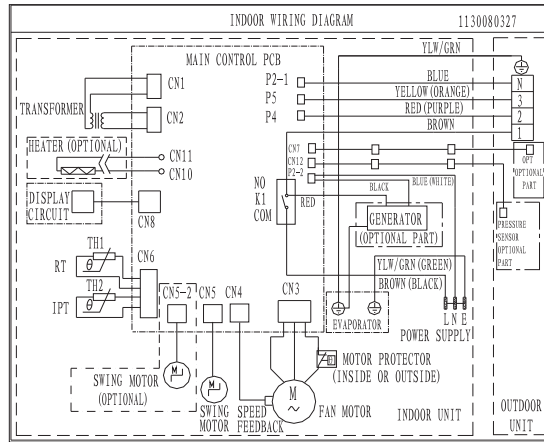 INDOOR WIRING DIAGRAM 1130080327
YLW/GRN
MAIN CONTROL PCB
P2-1 BLUE N
P5 YELLOW(ORANGE) 3
P4 RED(PURPLE) 2
BROWN 1
CN1
TRANSFORMER
CN2
HEATER(OPTIONAL)
CN11
CN10
CN7
CN12
P2-2
OPT
OPTIONAL
PART
BLACK BLUE(WHITE)
NO
K1 RED
COM
DISPLAY
CIRCUIT
CN8
GENERATOR
(OPTIONAL PART)
PRESSURE
SENSOR
OPTIONAL
PART
TH1 CN6
RT θ
TH2
IPT θ
YLW/GRN(GREEN)
BROWN(BLACK)
CN5-2 CN5 CN4 CN3
EVAPORATOR
L N E
POWER SUPPLY
M
SWING MOTOR
(OPTIONAL)
M
SWING
MOTOR
SPEED
FEEDBACK
M
~
FAN MOTOR
MOTOR PROTECTOR
(INSIDE OR OUTSIDE)
INDOOR UNIT
OUTDOOR
UNIT